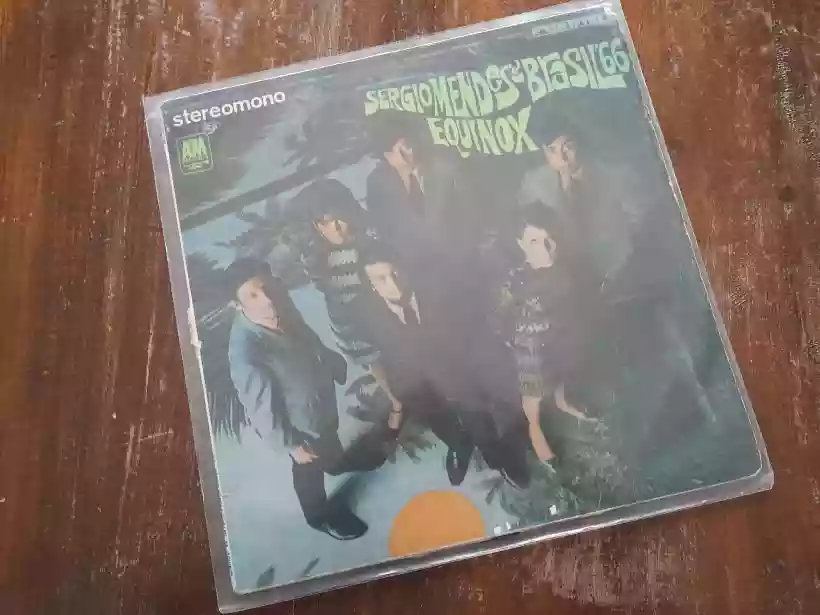 stereomono
A&M
SERGIO MENDES & BRASIL '66
EQUINOX